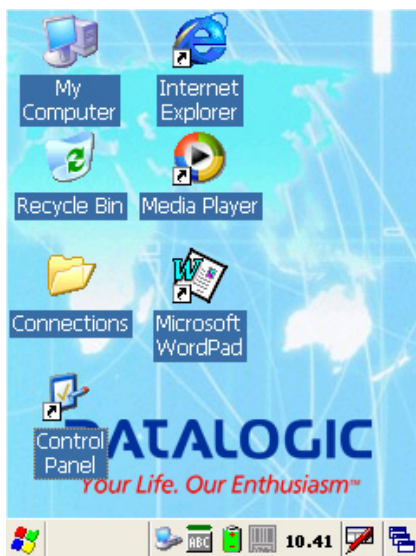 My Computer
Internet Explorer
Recycle Bin
Media Player
Connections
Microsoft WordPad
Control Panel
DATALOGIC
Your Life. Our Enthusiasm™
ABC
10.41